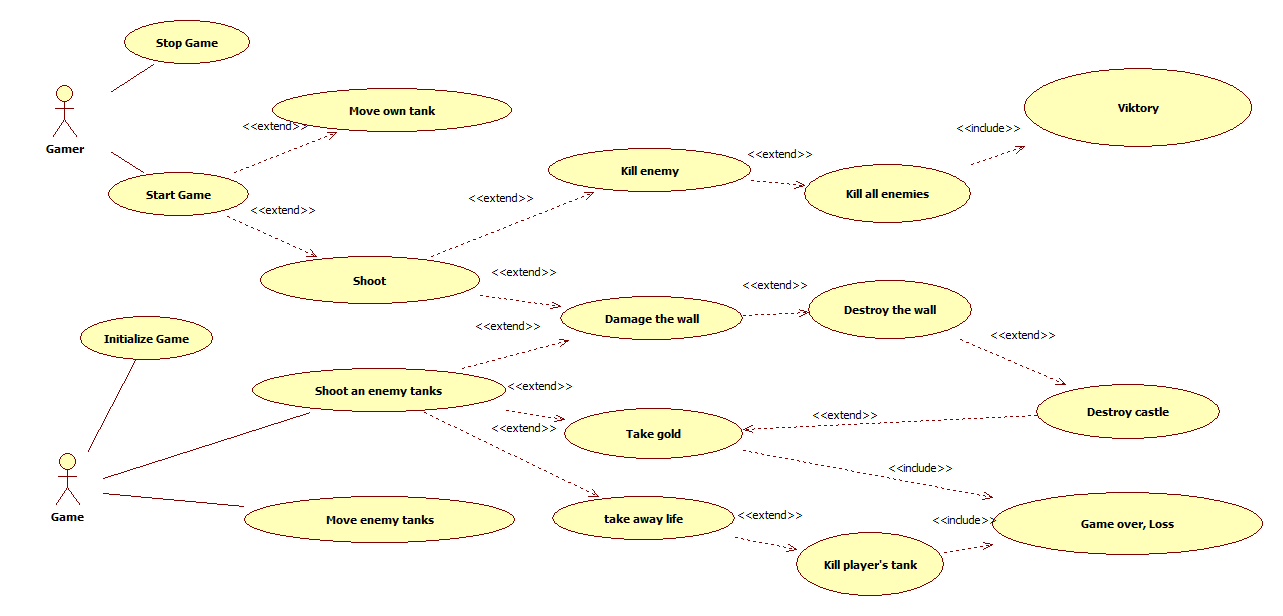 Stop Game
Viktory
Move own tank
<<extend>>
<<include>>
Gamer
<<extend>>
Kill enemy
Start Game
Kill all enemies
<<extend>>
<<extend>>
Shoot
<<extend>>
<<extend>>
Damage the wall
Destroy the wall
<<extend>>
<<extend>>
Initialize Game
Shoot an enemy tanks
<<extend>>
Destroy castle
<<extend>>
<<extend>>
Take gold
<<include>>
Game
Move enemy tanks
take away life
<<extend>>
<<include>>
Game over, Loss
Kill player's tank